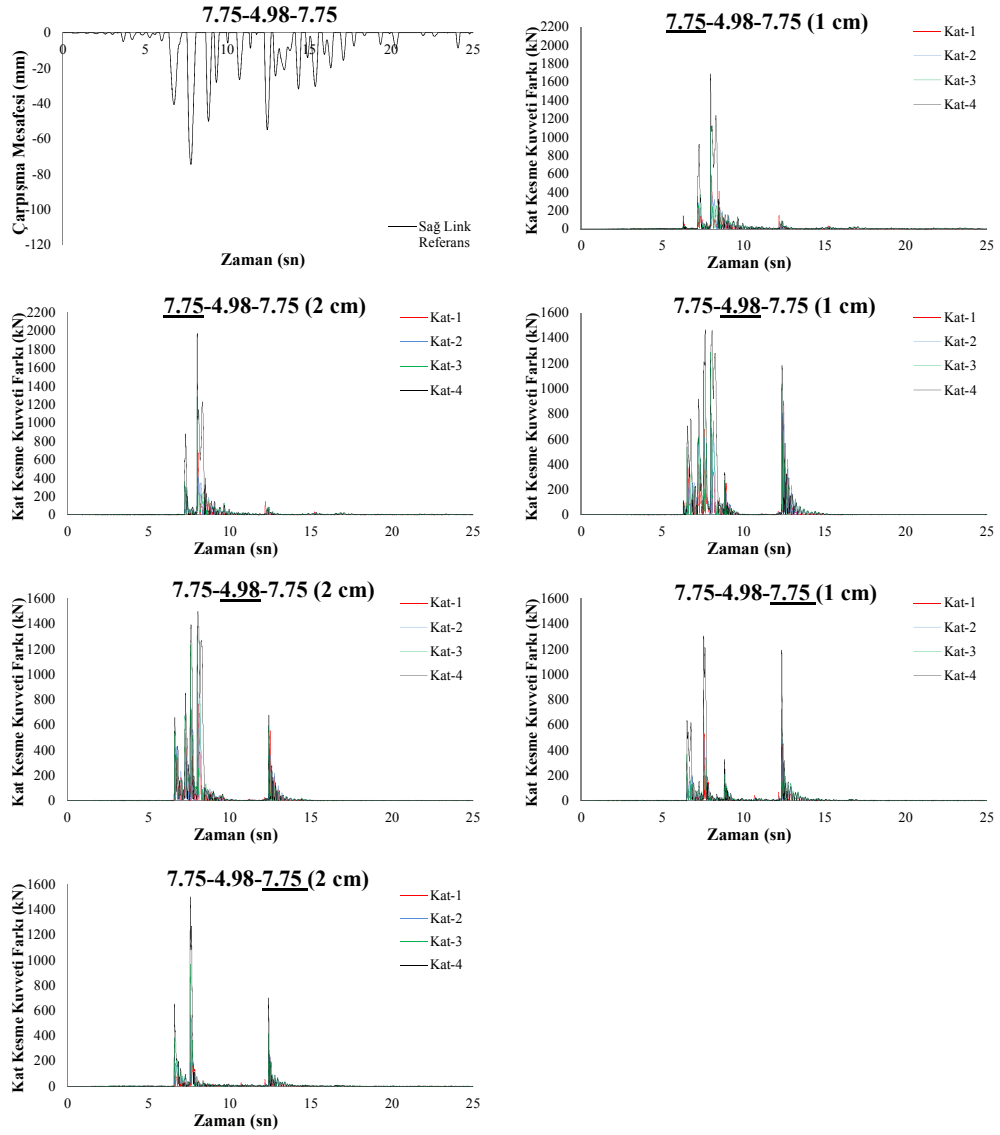 7.75-4.98-7.75
0
-20
-40
-60
-80
-100
-120
0 5 10 15 20 25
Çarpışma Mesafesi (mm)
Zaman (sn)
Sağ Link
Referans
7.75-4.98-7.75 (1 cm)
2200
2000
1800
1600
1400
1200
1000
800
600
400
200
0
0 5 10 15 20 25
Kat Kesme Kuvveti Farkı (kN)
Zaman (sn)
Kat-1
Kat-2
Kat-3
Kat-4
7.75-4.98-7.75 (2 cm)
2200
2000
1800
1600
1400
1200
1000
800
600
400
200
0
0 5 10 15 20 25
Kat Kesme Kuvveti Farkı (kN)
Zaman (sn)
Kat-1
Kat-2
Kat-3
Kat-4
7.75-4.98-7.75 (1 cm)
1600
1400
1200
1000
800
600
400
200
0
0 5 10 15 20 25
Kat Kesme Kuvveti Farkı (kN)
Zaman (sn)
Kat-1
Kat-2
Kat-3
Kat-4
7.75-4.98-7.75 (2 cm)
1600
1400
1200
1000
800
600
400
200
0
0 5 10 15 20 25
Kat Kesme Kuvveti Farkı (kN)
Zaman (sn)
Kat-1
Kat-2
Kat-3
Kat-4
7.75-4.98-7.75 (1 cm)
1600
1400
1200
1000
800
600
400
200
0
0 5 10 15 20 25
Kat Kesme Kuvveti Farkı (kN)
Zaman (sn)
Kat-1
Kat-2
Kat-3
Kat-4
7.75-4.98-7.75 (2 cm)
1600
1400
1200
1000
800
600
400
200
0
0 5 10 15 20 25
Kat Kesme Kuvveti Farkı (kN)
Zaman (sn)
Kat-1
Kat-2
Kat-3
Kat-4